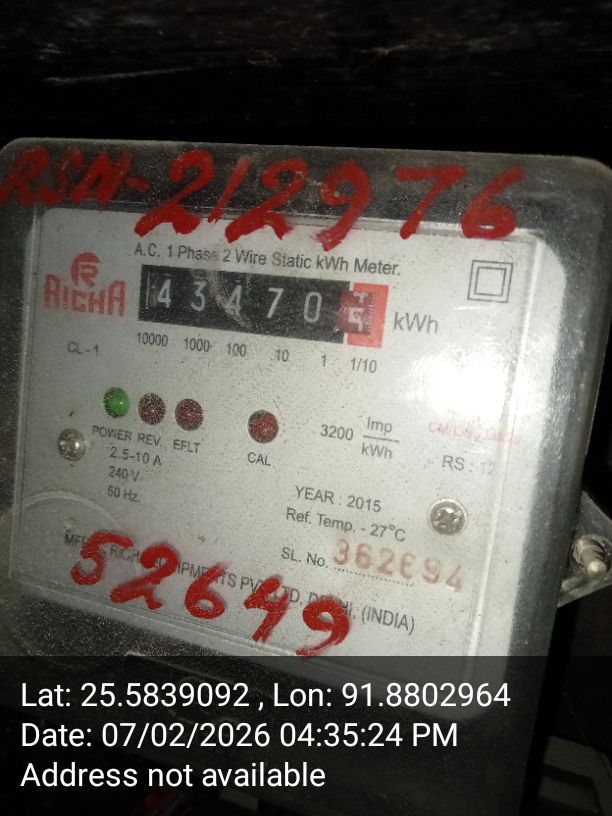 RSN-212976
A.C. 1 Phase 2 Wire Static kWh Meter.
RICHA
43470 kWh
10000 1000 100 10 1 1/10
CL - 1
POWER REV. EFLT
CAL
3200 Imp/kWh
2.5-10 A
240 V.
50 Hz.
RS : 12
YEAR : 2015
Ref. Temp. - 27°C
SL. No. 362694
52649
PVT. LTD. DELHI, (INDIA)
Lat: 25.5839092 , Lon: 91.8802964
Date: 07/02/2026 04:35:24 PM
Address not available